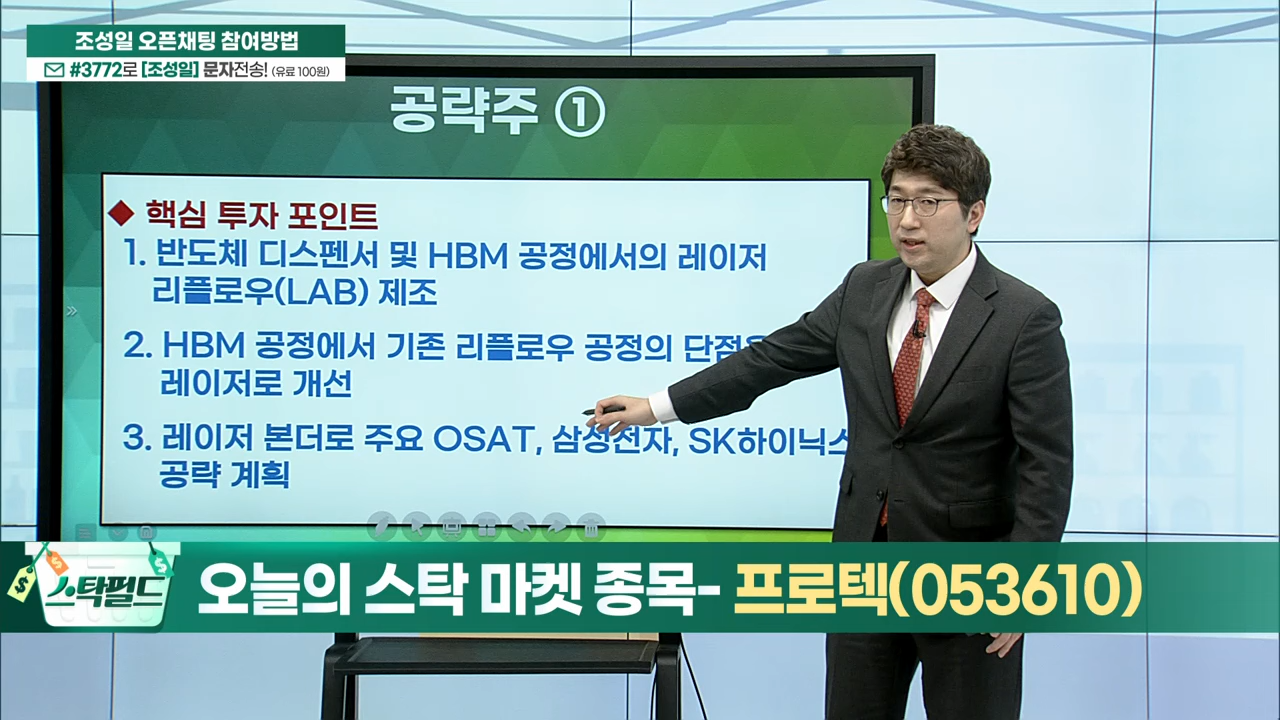 조성일 오픈채팅 참여방법
#3772로 [조성일] 문자전송! (유료 100원)
공략주 ①
◆ 핵심 투자 포인트
1. 반도체 디스펜서 및 HBM 공정에서의 레이저
리플로우(LAB) 제조
2. HBM 공정에서 기존 리플로우 공정의 단점을
레이저로 개선
3. 레이저 본더로 주요 OSAT, 삼성전자, SK하이닉스
공략 계획
스탁필드
오늘의 스탁 마켓 종목- 프로텍(053610)